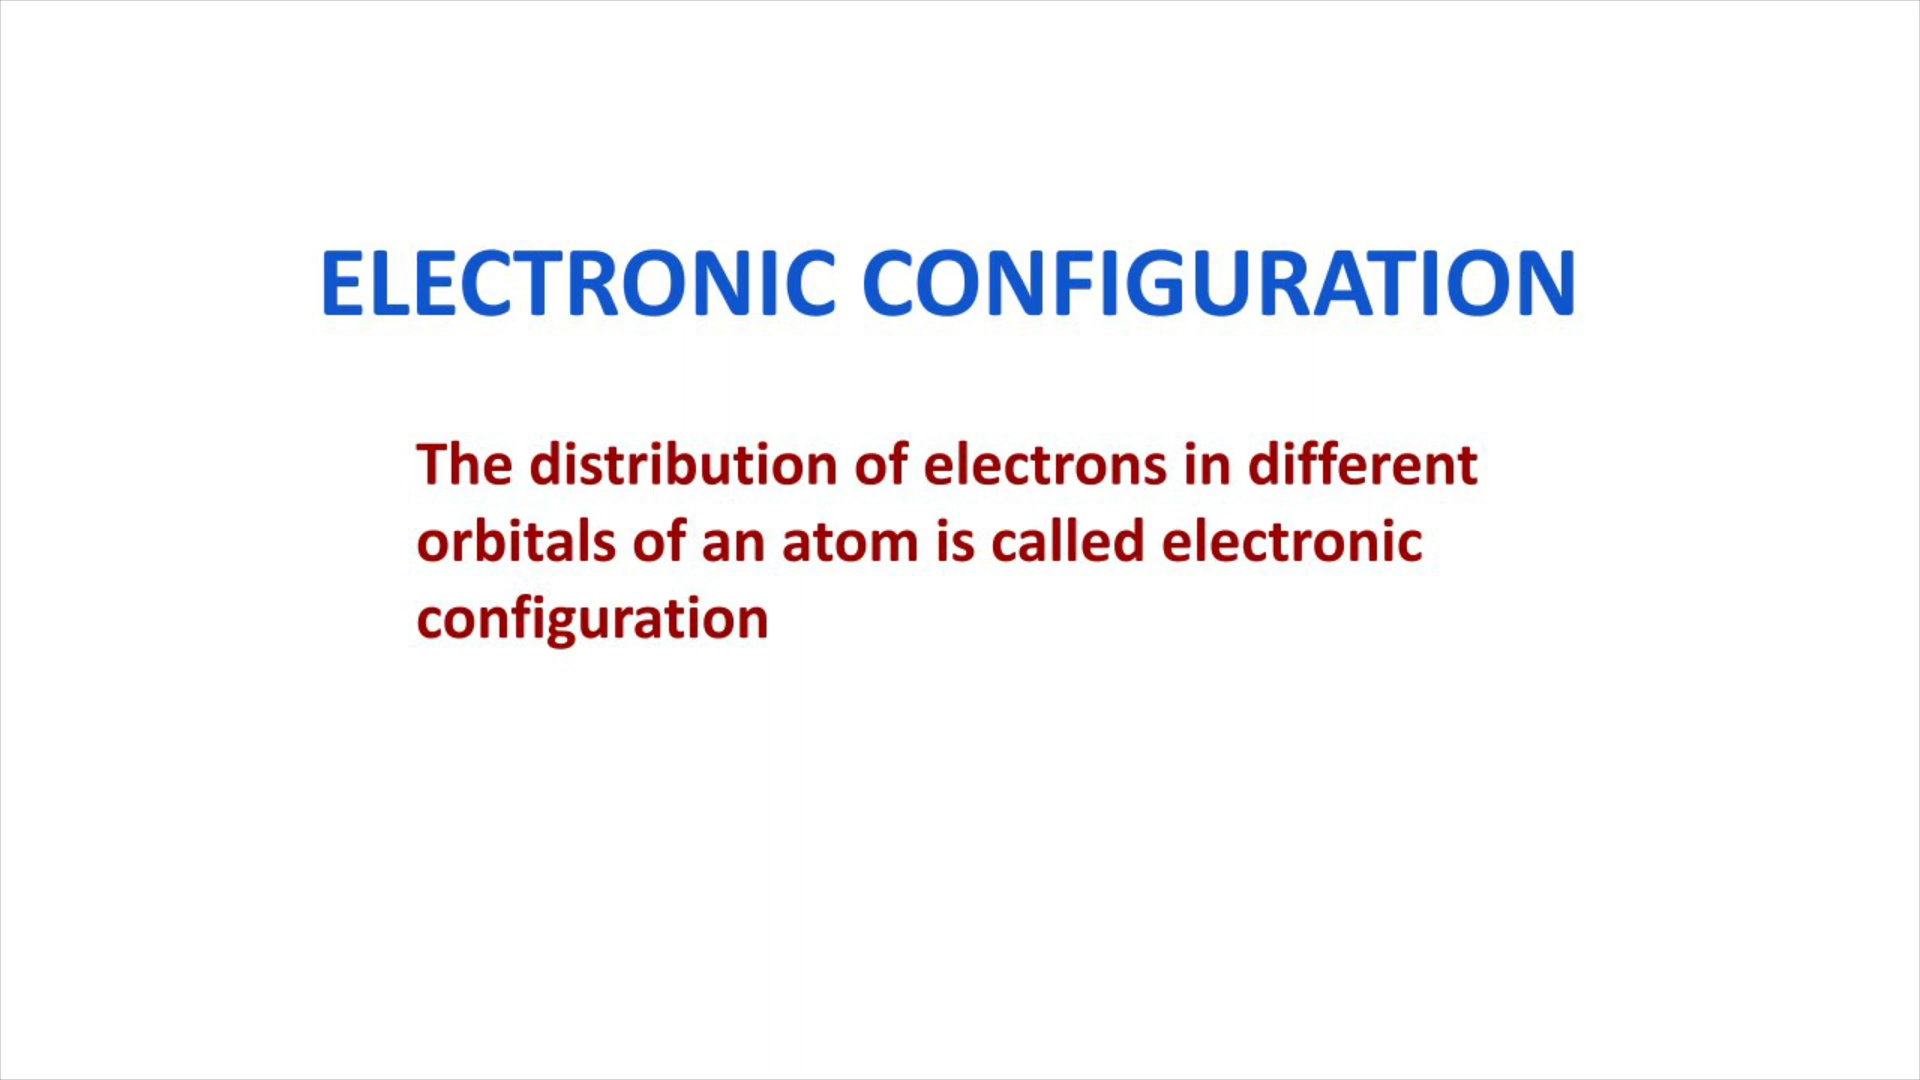 ELECTRONIC CONFIGURATION
The distribution of electrons in different
orbitals of an atom is called electronic
configuration